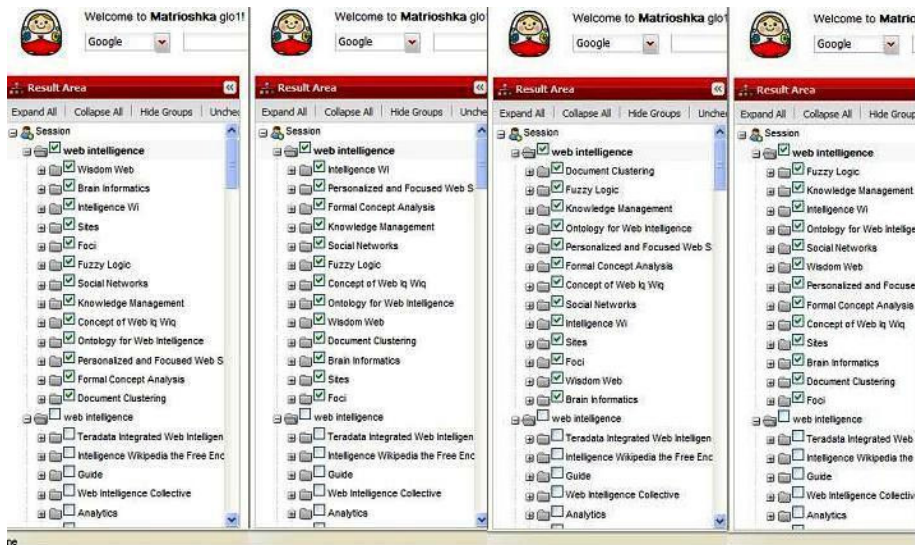 Welcome to Matrioshka glo1!
Google
Result Area
Expand All | Collapse All | Hide Groups | Unche
Session
web intelligence
Wisdom Web
Brain Informatics
Intelligence Wi
Sites
Foci
Fuzzy Logic
Social Networks
Knowledge Management
Concept of Web Iq Wiq
Ontology for Web Intelligence
Personalized and Focused Web S
Formal Concept Analysis
Document Clustering
web intelligence
Teradata Integrated Web Intelligen
Intelligence Wikipedia the Free Enc
Guide
Web Intelligence Collective
Analytics
ne
Welcome to Matrioshka glo
Google
Result Area
Expand All | Collapse All | Hide Groups | Unche
Session
web intelligence
Intelligence Wi
Personalized and Focused Web S
Formal Concept Analysis
Knowledge Management
Social Networks
Fuzzy Logic
Concept of Web Iq Wiq
Ontology for Web Intelligence
Wisdom Web
Document Clustering
Brain Informatics
Sites
Foci
web intelligence
Teradata Integrated Web Intelligen
Intelligence Wikipedia the Free Enc
Guide
Web Intelligence Collective
Analytics
Welcome to Matrioshka glo1
Google
Result Area
Expand All | Collapse All | Hide Groups | Unche
Session
web intelligence
Document Clustering
Fuzzy Logic
Knowledge Management
Ontology for Web Intelligence
Personalized and Focused Web S
Formal Concept Analysis
Concept of Web Iq Wiq
Social Networks
Intelligence Wi
Sites
Foci
Wisdom Web
Brain Informatics
web intelligence
Teradata Integrated Web Intelligen
Intelligence Wikipedia the Free Enc
Guide
Web Intelligence Collective
Analytics
Welcome to Matric
Google
Result Area
Expand All | Collapse All | Hide Group
Session
web intelligence
Fuzzy Logic
Knowledge Management
Intelligence Wi
Ontology for Web Intellige
Social Networks
Wisdom Web
Personalized and Focuse
Formal Concept Analysis
Concept of Web Iq Wiq
Sites
Brain Informatics
Document Clustering
Foci
web intelligence
Teradata Integrated Web
Intelligence Wikipedia the
Guide
Web Intelligence Collectiv
Analytics